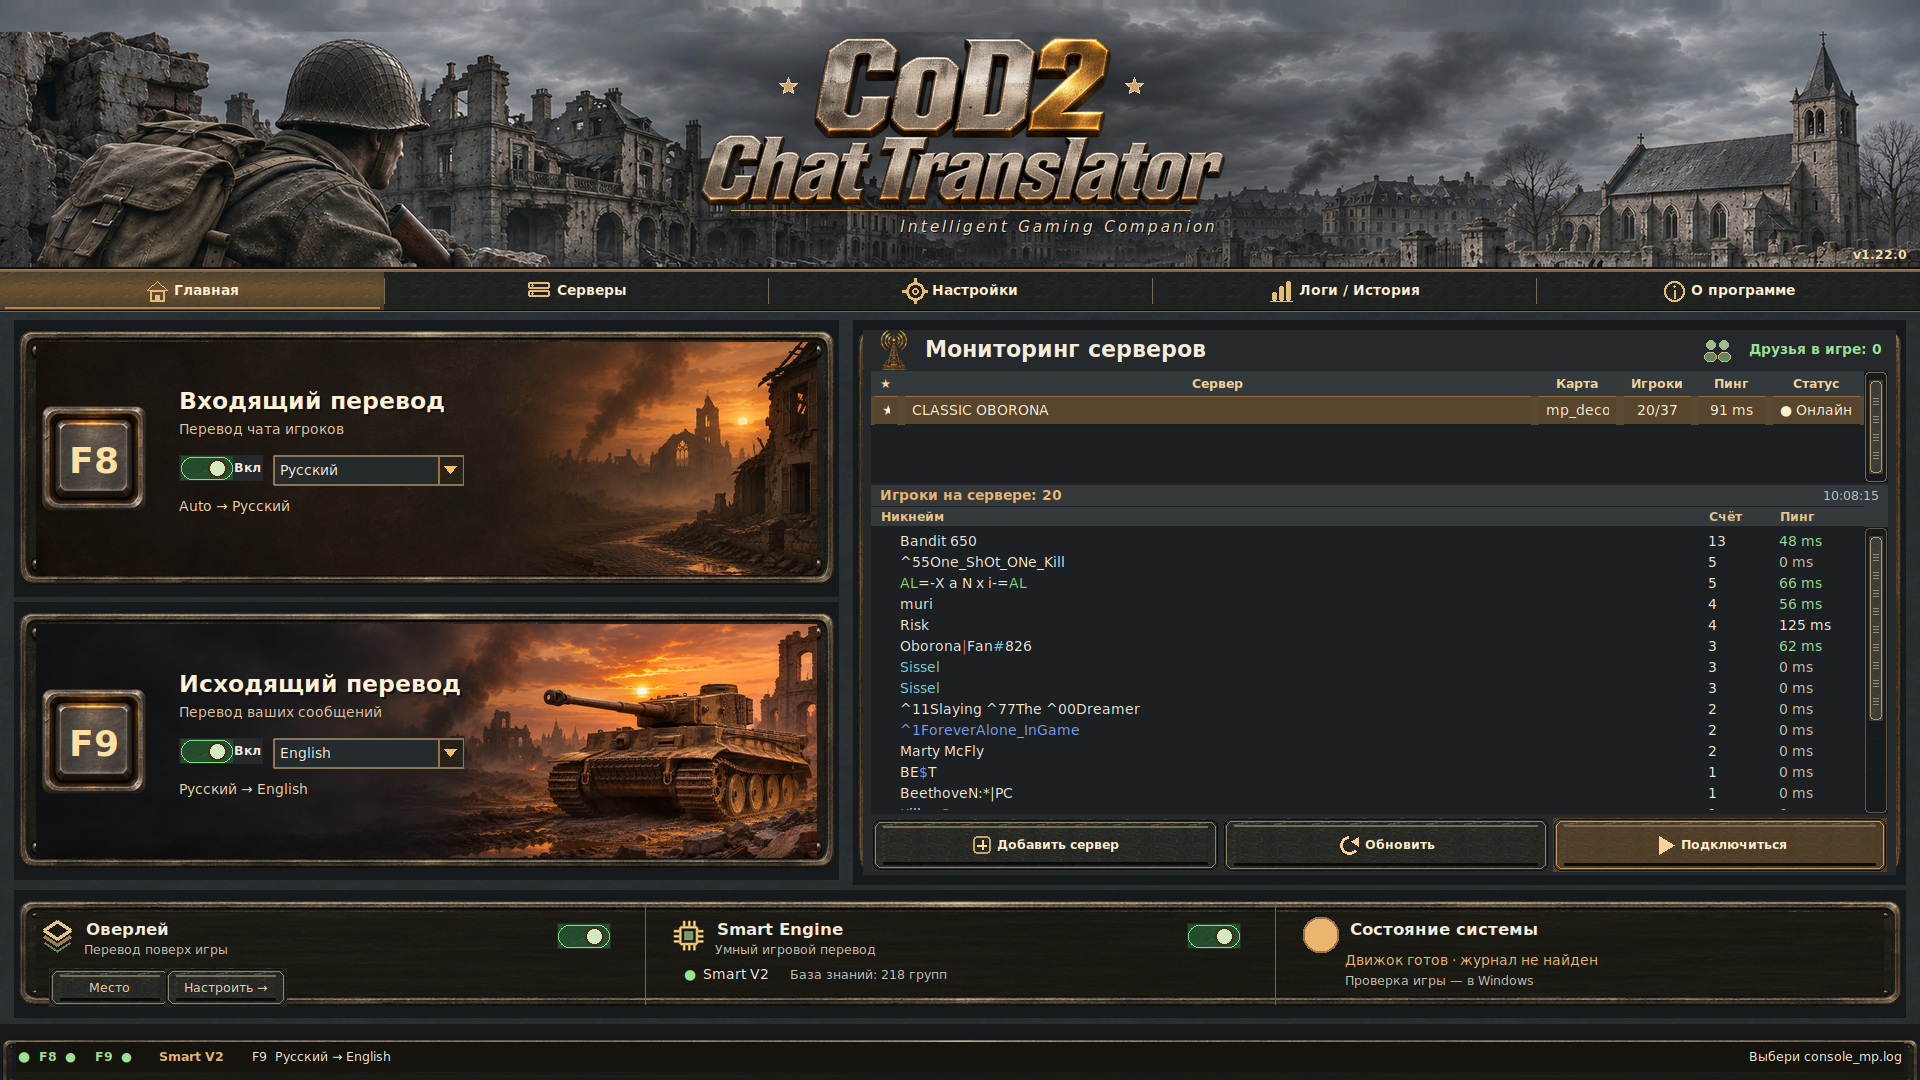 CoD2
Chat Translator
Intelligent Gaming Companion
v1.22.0
Главная
Серверы
Настройки
Логи / История
О программе
F8
Входящий перевод
Перевод чата игроков
Вкл
Русский
Auto → Русский
F9
Исходящий перевод
Перевод ваших сообщений
Вкл
English
Русский → English
Мониторинг серверов
Друзья в игре: 0
★ Сервер Карта Игроки Пинг Статус
★ CLASSIC OBORONA mp_deco 20/37 91 ms ● Онлайн
Игроки на сервере: 20 10:08:15
Никнейм Счёт Пинг
Bandit 650 13 48 ms
^55One_ShOt_ONe_Kill 5 0 ms
AL=-X a N x i-=AL 5 66 ms
muri 4 56 ms
Risk 4 125 ms
Oborona|Fan#826 3 62 ms
Sissel 3 0 ms
Sissel 3 0 ms
^11Slaying ^77The ^00Dreamer 2 0 ms
^1ForeverAlone_InGame 2 0 ms
Marty McFly 2 0 ms
BE$T 1 0 ms
BeethoveN:*|PC 1 0 ms
Добавить сервер
Обновить
Подключиться
Оверлей
Перевод поверх игры
Место
Настроить →
Smart Engine
Умный игровой перевод
● Smart V2 База знаний: 218 групп
Состояние системы
Движок готов · журнал не найден
Проверка игры — в Windows
● F8 ● F9 ● Smart V2 F9 Русский → English
Выбери console_mp.log